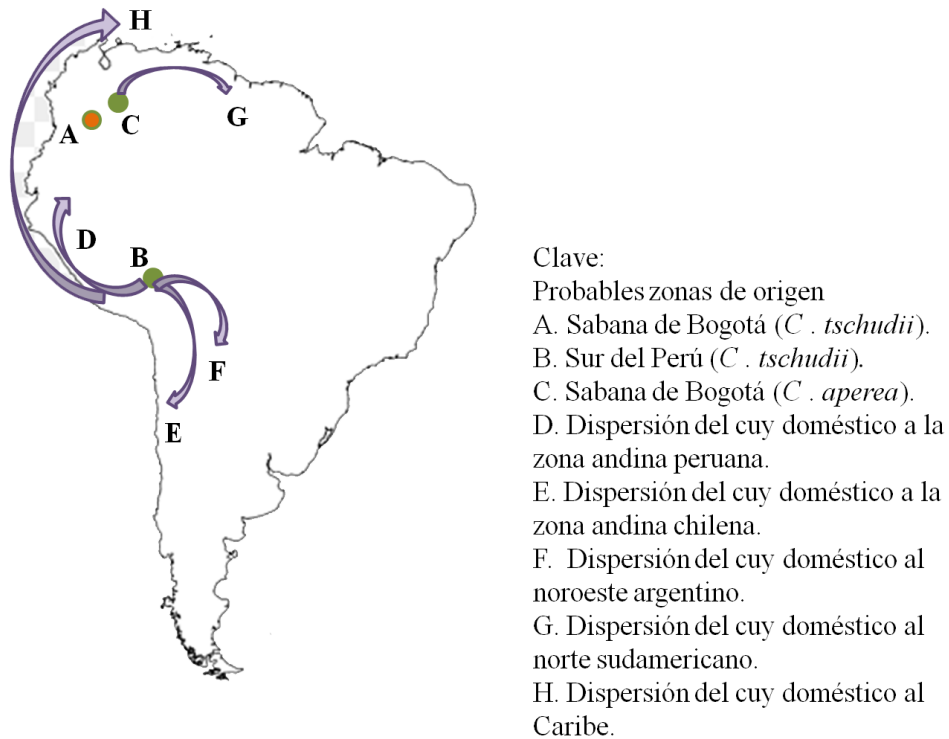 H
G
A
C
D
B
F
E
Clave:
Probables zonas de origen
A. Sabana de Bogotá (C . tschudii).
B. Sur del Perú (C . tschudii).
C. Sabana de Bogotá (C . aperea).
D. Dispersión del cuy doméstico a la
zona andina peruana.
E. Dispersión del cuy doméstico a la
zona andina chilena.
F. Dispersión del cuy doméstico al
noroeste argentino.
G. Dispersión del cuy doméstico al
norte sudamericano.
H. Dispersión del cuy doméstico al
Caribe.